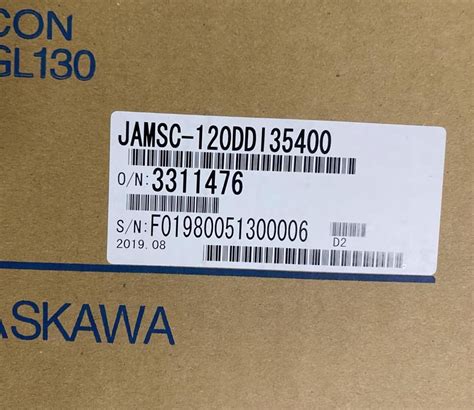 CON
GL130
JAMSC-120DDI35400
O/N: 3311476
S/N: F01980051300006
2019.08
D2
ASKAWA